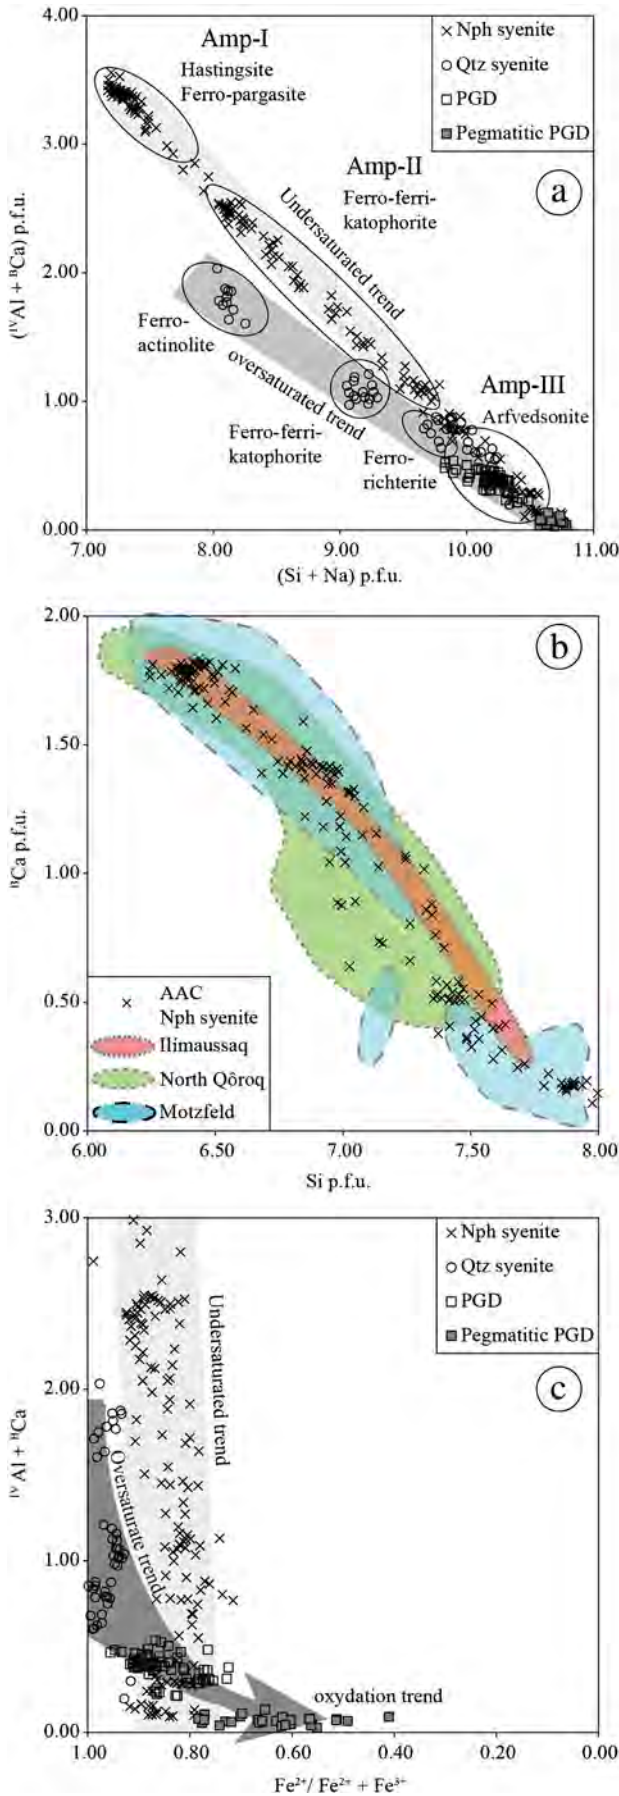 4.00
3.00
2.00
1.00
0.00
(ᴵⱽAl + ᴮCa) p.f.u.
Amp-I
Hastingsite
Ferro-pargasite
× Nph syenite
○ Qtz syenite
□ PGD
■ Pegmatitic PGD
a
Amp-II
Ferro-ferri-
katophorite
Undersaturated trend
Ferro-
actinolite
oversaturated trend
Ferro-ferri-
katophorite
Ferro-
richterite
Amp-III
Arfvedsonite
7.00 8.00 9.00 10.00 11.00
(Si + Na) p.f.u.
2.00
1.50
1.00
0.50
0.00
ᴮCa p.f.u.
b
× AAC
Nph syenite
Ilimaussaq
North Qôroq
Motzfeld
6.00 6.50 7.00 7.50 8.00
Si p.f.u.
3.00
2.00
1.00
0.00
ᴵⱽAl + ᴮCa
× Nph syenite
○ Qtz syenite
□ PGD
■ Pegmatitic PGD
c
Undersaturated trend
Oversaturate trend
oxydation trend
1.00 0.80 0.60 0.40 0.20 0.00
Fe²⁺/ Fe²⁺ + Fe³⁺